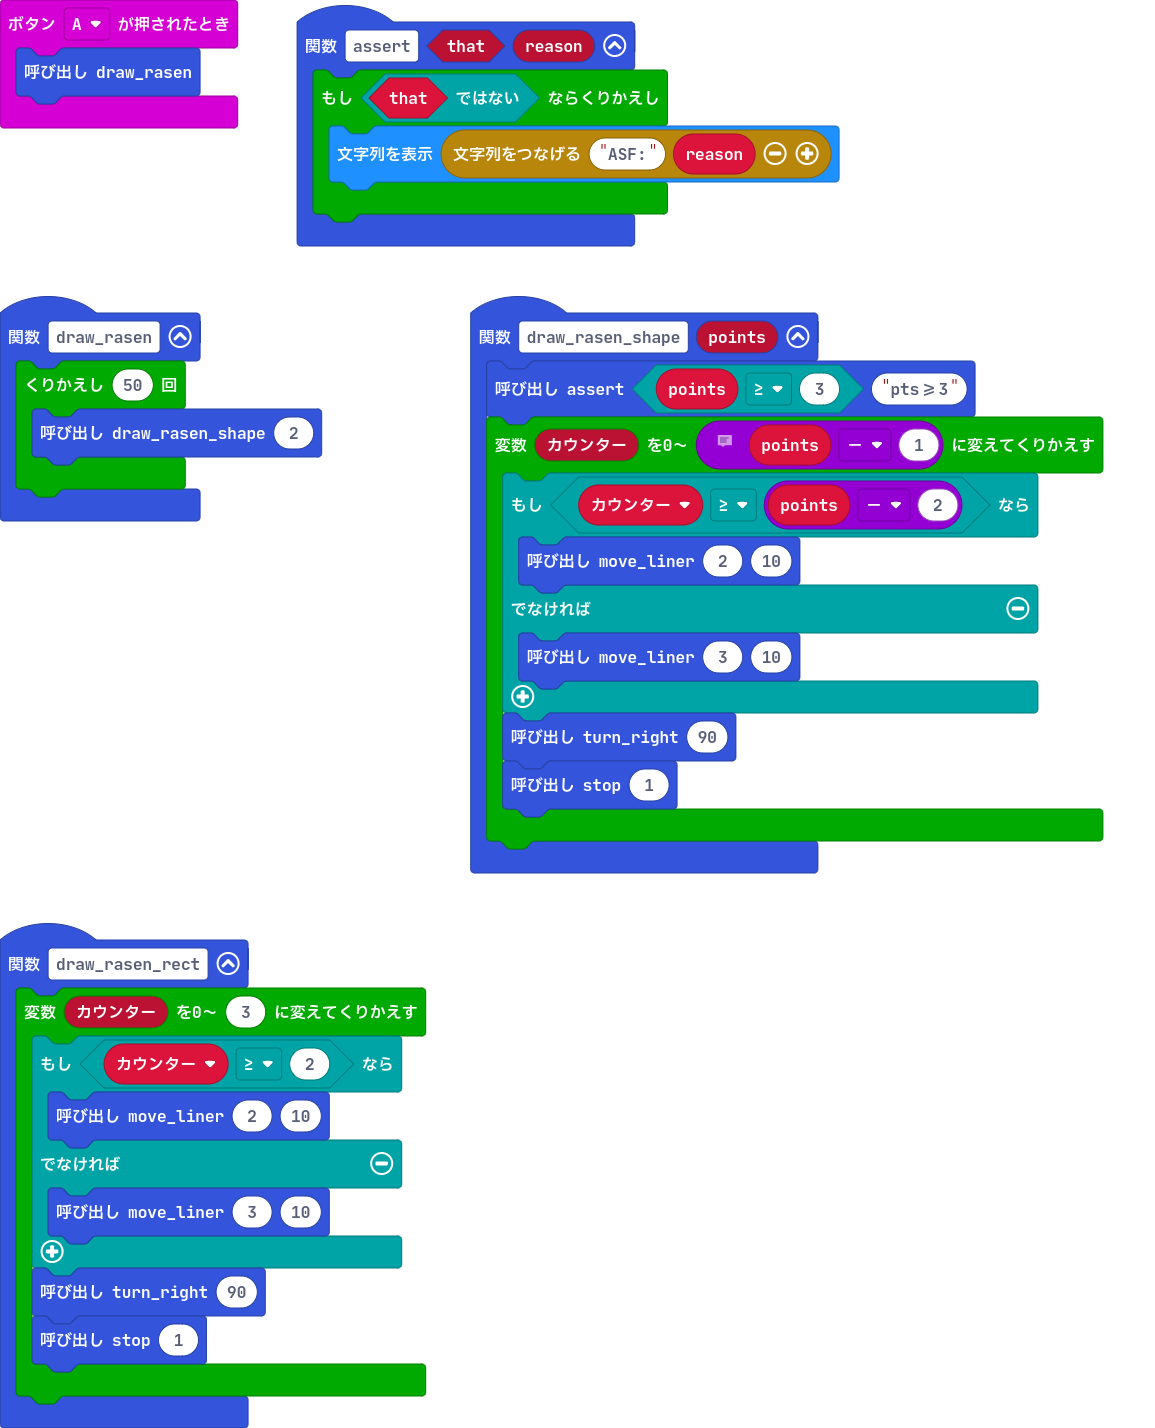 ボタン A が押されたとき
呼び出し draw_rasen
関数 assert that reason
もし that ではない ならくりかえし
文字列を表示 文字列をつなげる "ASF:" reason
関数 draw_rasen
くりかえし 50 回
呼び出し draw_rasen_shape 2
関数 draw_rasen_shape points
呼び出し assert points ≥ 3 "pts≥3"
変数 カウンター を0～ points － 1 に変えてくりかえす
もし カウンター ≥ points － 2 なら
呼び出し move_liner 2 10
でなければ
呼び出し move_liner 3 10
呼び出し turn_right 90
呼び出し stop 1
関数 draw_rasen_rect
変数 カウンター を0～ 3 に変えてくりかえす
もし カウンター ≥ 2 なら
呼び出し move_liner 2 10
でなければ
呼び出し move_liner 3 10
呼び出し turn_right 90
呼び出し stop 1